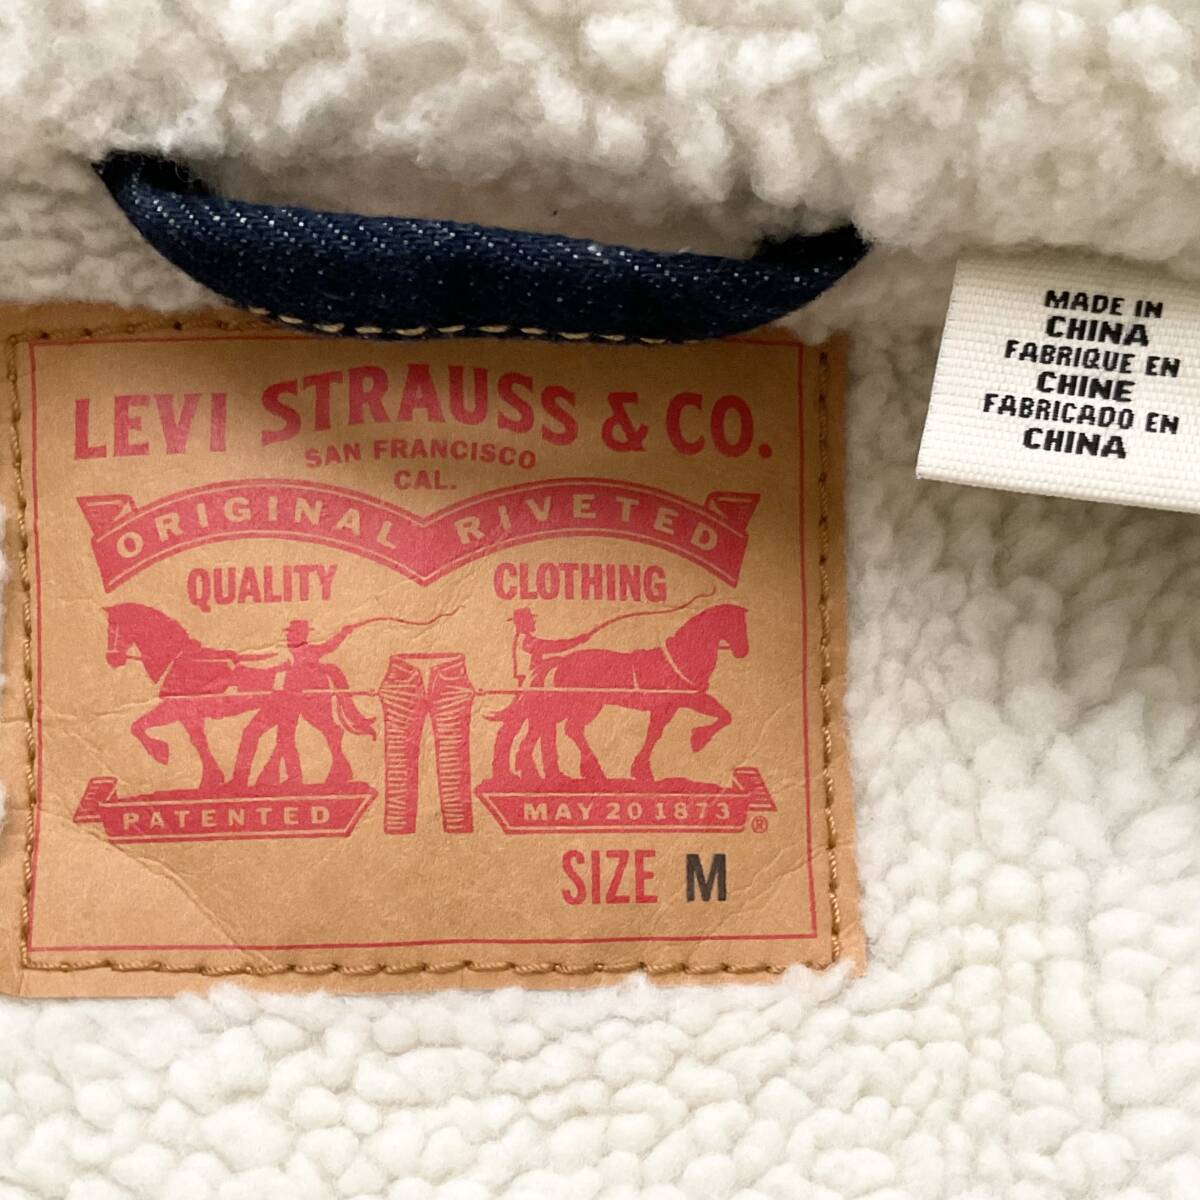 LEVI STRAUSS & CO.
SAN FRANCISCO
CAL.
ORIGINAL RIVETED
QUALITY CLOTHING
PATENTED
MAY 20 1873
®
SIZE M
MADE IN
CHINA
FABRIQUE EN
CHINE
FABRICADO EN
CHINA